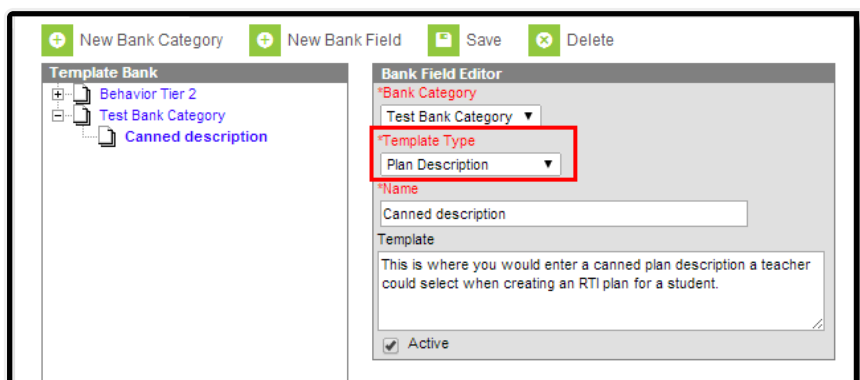 New Bank Category New Bank Field Save Delete
Template Bank
Behavior Tier 2
Test Bank Category
Canned description
Bank Field Editor
*Bank Category
Test Bank Category
*Template Type
Plan Description
*Name
Canned description
Template
This is where you would enter a canned plan description a teacher
could select when creating an RTI plan for a student.
Active